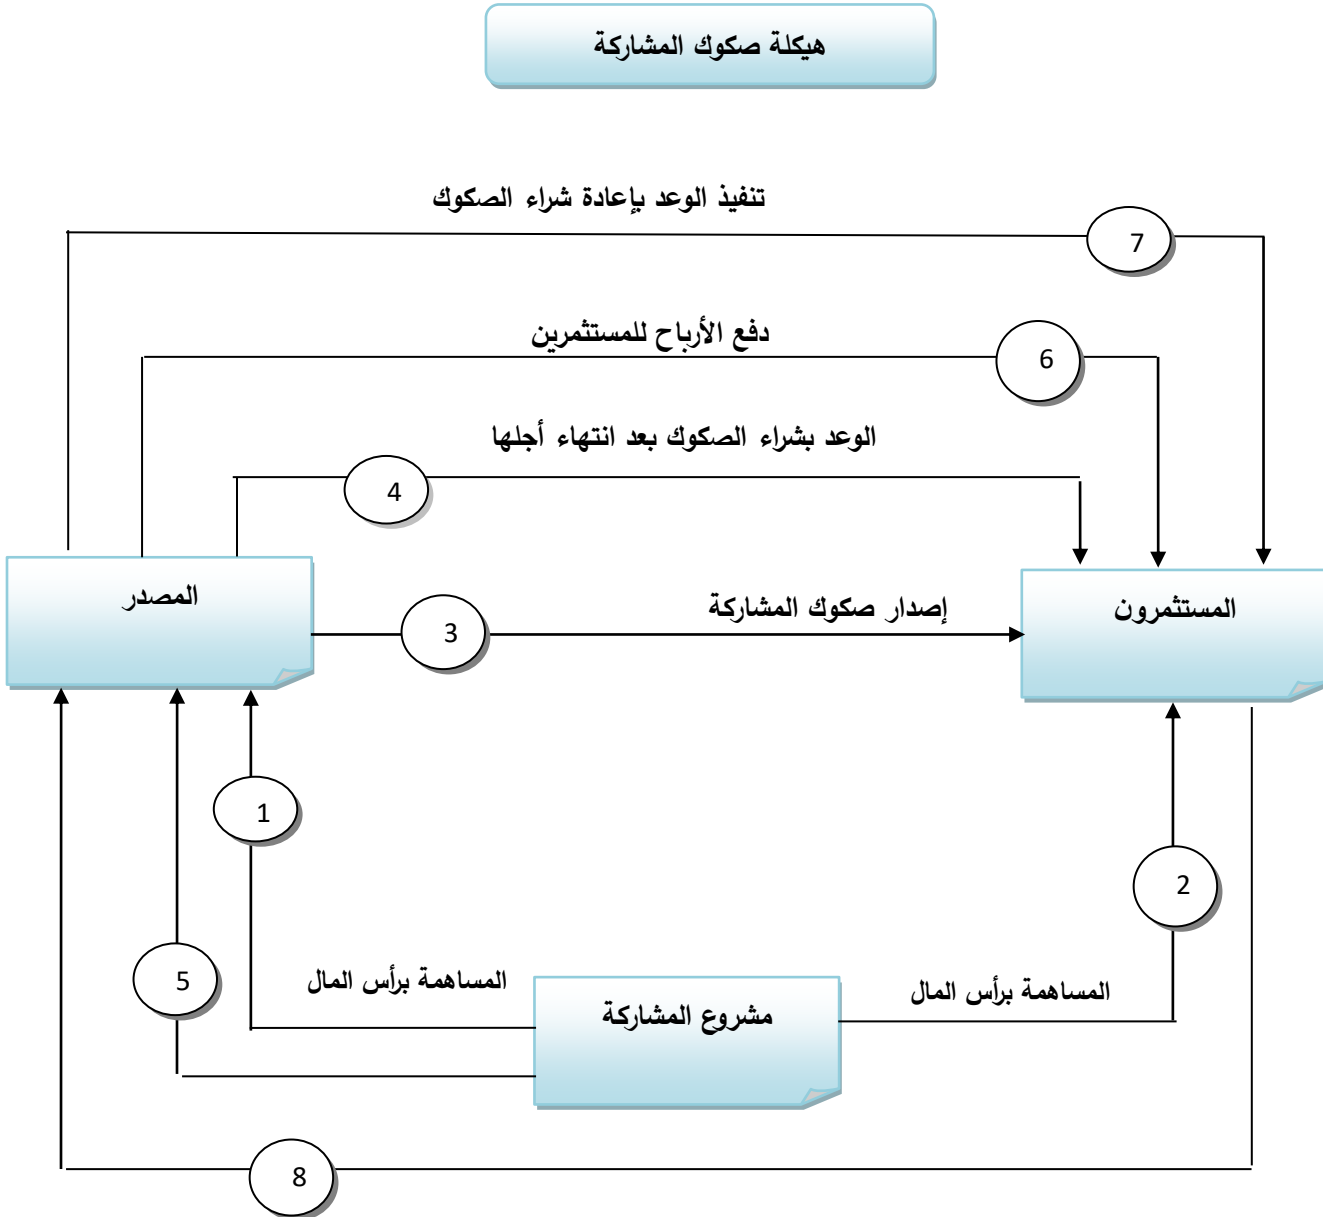 هيكلة صكوك المشاركة
تنفيذ الوعد بإعادة شراء الصكوك
7
دفع الأرباح للمستثمرين
6
الوعد بشراء الصكوك بعد انتهاء أجلها
4
المصدر
المستثمرون
إصدار صكوك المشاركة
3
1
2
5
المساهمة برأس المال
المساهمة برأس المال
مشروع المشاركة
8